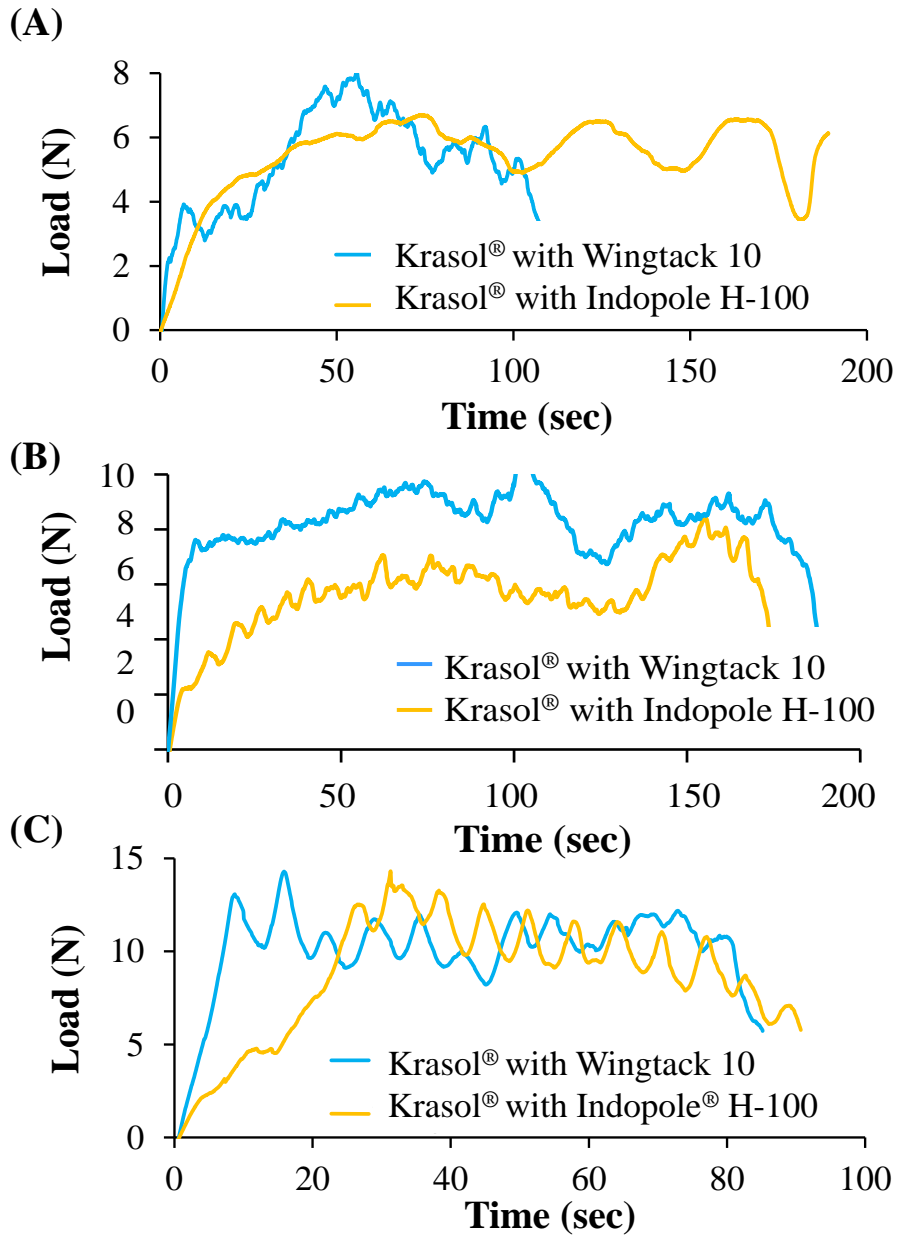 (A)
8
6
4
2
0
Load (N)
Krasol® with Wingtack 10
Krasol® with Indopole H-100
0 50 100 150 200
Time (sec)
(B)
10
8
6
4
2
0
Load (N)
Krasol® with Wingtack 10
Krasol® with Indopole H-100
0 50 100 150 200
Time (sec)
(C)
15
10
5
0
Load (N)
Krasol® with Wingtack 10
Krasol® with Indopole® H-100
0 20 40 60 80 100
Time (sec)